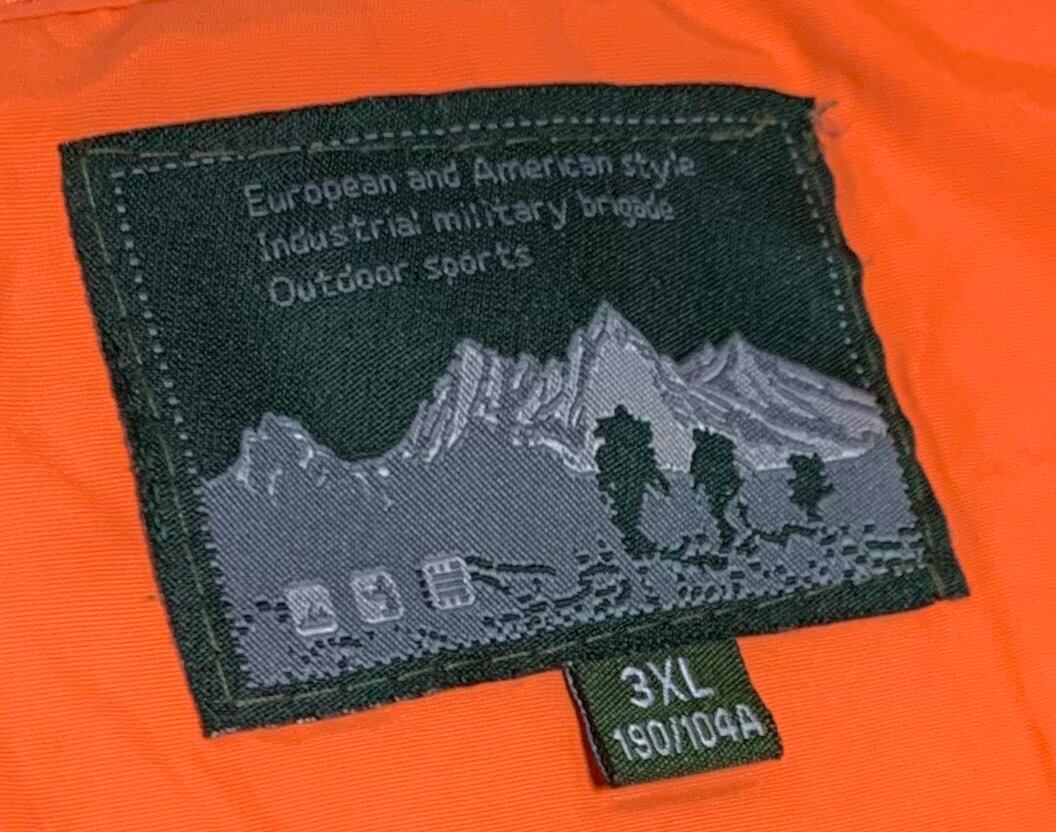 European and American style
Industrial military brigade
Outdoor sports
3XL
190/104A